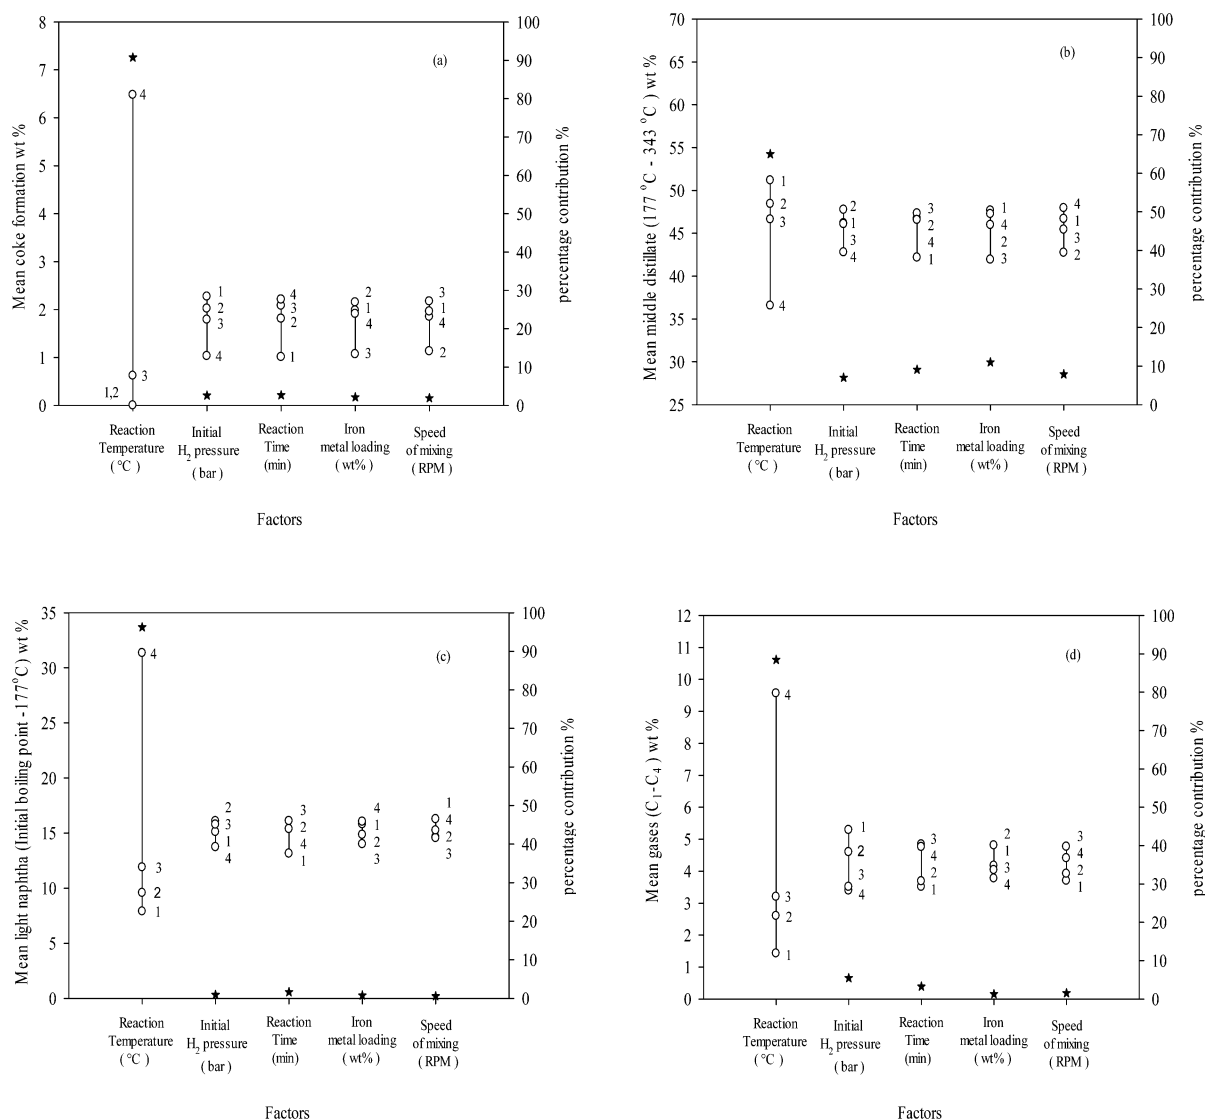 (a)
Mean coke formation wt %
8
7
6
5
4
3
2
1
0
100
90
80
70
60
50
40
30
20
10
0
percentage contribution %
4
3
1,2
1
2
3
4
4
3
2
1
2
1
4
3
3
1
4
2
Reaction
Temperature
( °C )
Initial
H2 pressure
( bar )
Reaction
Time
(min)
Iron
metal loading
( wt% )
Speed
of mixing
( RPM )
Factors
(b)
Mean middle distillate (177 °C - 343 °C ) wt %
70
65
60
55
50
45
40
35
30
25
100
90
80
70
60
50
40
30
20
10
0
percentage contribution %
1
2
3
4
2
1
3
4
3
2
4
1
1
4
2
3
4
1
3
2
Reaction
Temperature
( °C )
Initial
H2 pressure
( bar )
Reaction
Time
(min)
Iron
metal loading
( wt% )
Speed
of mixing
( RPM )
Factors
(c)
Mean light naphtha (Initial boiling point -177°C) wt %
35
30
25
20
15
10
5
0
100
90
80
70
60
50
40
30
20
10
0
percentage contribution %
4
3
2
1
2
3
1
4
3
2
4
1
4
1
2
3
1
4
2
3
Reaction
Temperature
( °C )
Initial
H2 pressure
( bar )
Reaction
Time
(min)
Iron
metal loading
( wt% )
Speed
of mixing
( RPM )
Factors
(d)
Mean gases (C1-C4 ) wt %
12
11
10
9
8
7
6
5
4
3
2
1
0
100
90
80
70
60
50
40
30
20
10
0
percentage contribution %
4
3
2
1
1
2
3
4
3
4
2
1
2
1
3
4
3
4
2
1
Reaction
Temperature
( °C )
Initial
H2 pressure
( bar )
Reaction
Time
(min)
Iron
metal loading
( wt% )
Speed
of mixing
( RPM )
Factors